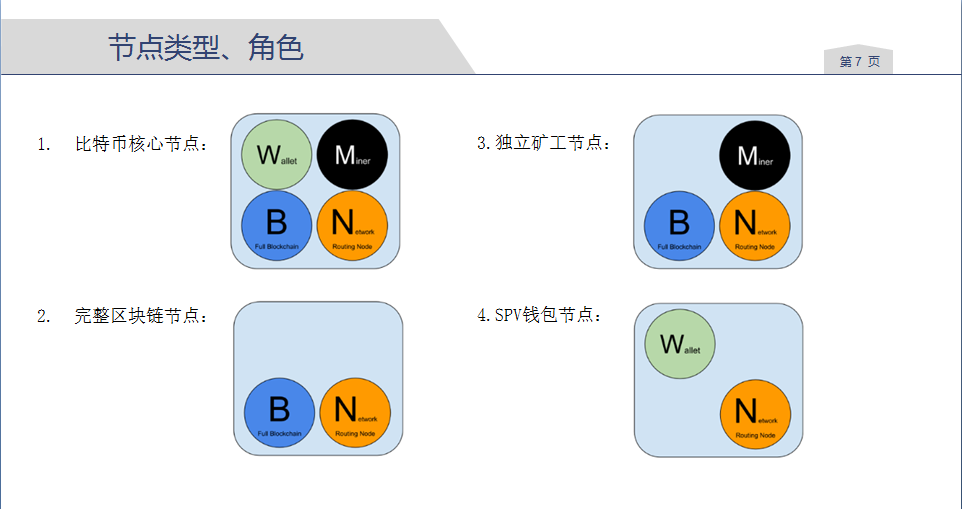 节点类型、角色
第7 页
1. 比特币核心节点:
Wallet
Miner
B
Full Blockchain
Network
Routing Node
3.独立矿工节点:
Miner
B
Full Blockchain
Network
Routing Node
2. 完整区块链节点:
B
Full Blockchain
Network
Routing Node
4.SPV钱包节点:
Wallet
Network
Routing Node